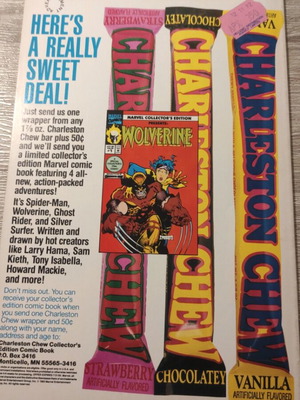 HERE'S
A REALLY
SWEET
DEAL!
Just send us one
wrapper from any
1⅞ oz. Charleston
Chew bar plus 50¢
and we'll send you
a limited collector's
edition Marvel comic
book featuring 4 all-
new, action-packed
adventures!
It's Spider-Man,
Wolverine, Ghost
Rider, and Silver
Surfer. Written and
drawn by hot creators
like Larry Hama, Sam
Kieth, Tony Isabella,
Howard Mackie,
and more!
Don't miss out. You can
receive your collector's
edition comic book when
you send one Charleston
Chew wrapper and 50¢
along with your name,
address and age to:
Charleston Chew Collector's
Edition Comic Book
P.O. Box 3416
Monticello, MN 55565-3416
STRAWBERRY
CHARLESTON CHEW
STRAWBERRY
ARTIFICIALLY FLAVORED
CHOCOLATEY
CHARLESTON CHEW
CHOCOLATEY
VANILLA
CHARLESTON CHEW
VANILLA
ARTIFICIALLY FLAVORED
MARVEL COLLECTOR'S EDITION
PRESENTS:
WOLVERINE